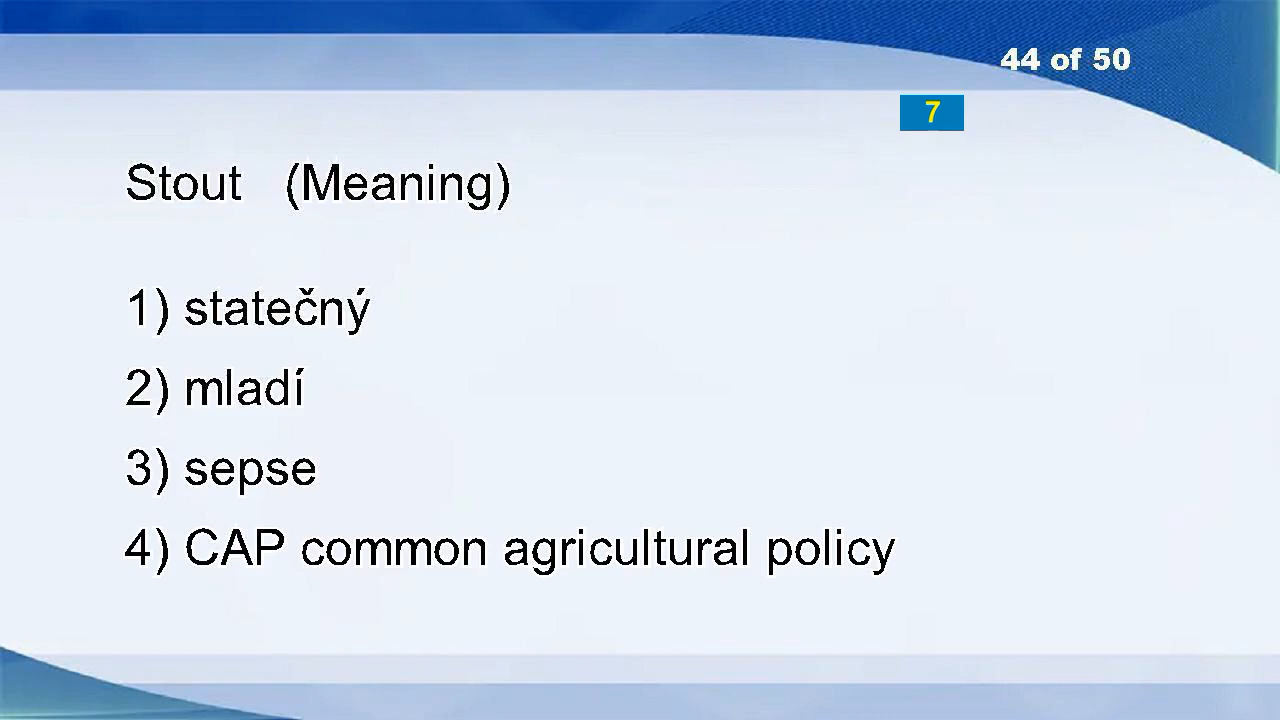 44 of 50
7
Stout (Meaning)
1) statečný
2) mladí
3) sepse
4) CAP common agricultural policy